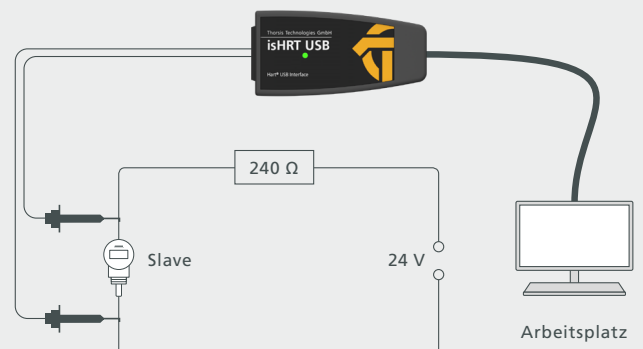 Thorsis Technologies GmbH
isHRT USB
Hart® USB Interface
240 Ω
Slave
24 V
Arbeitsplatz